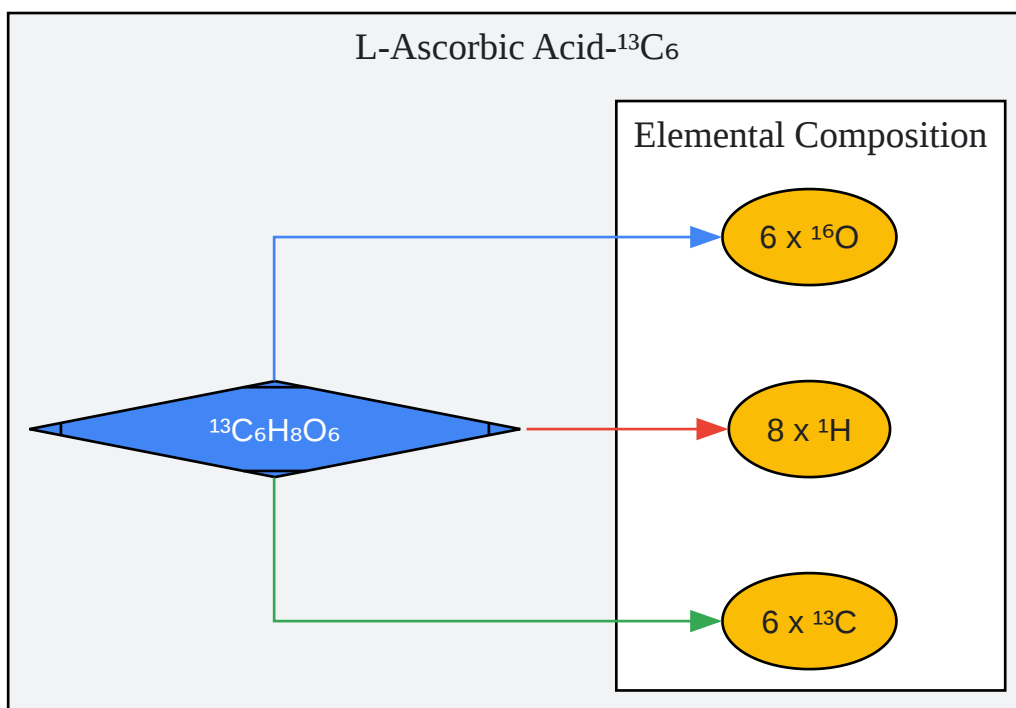 L-Ascorbic Acid-¹³C₆
Elemental Composition
6 x ¹⁶O
¹³C₆H₈O₆
8 x ¹H
6 x ¹³C